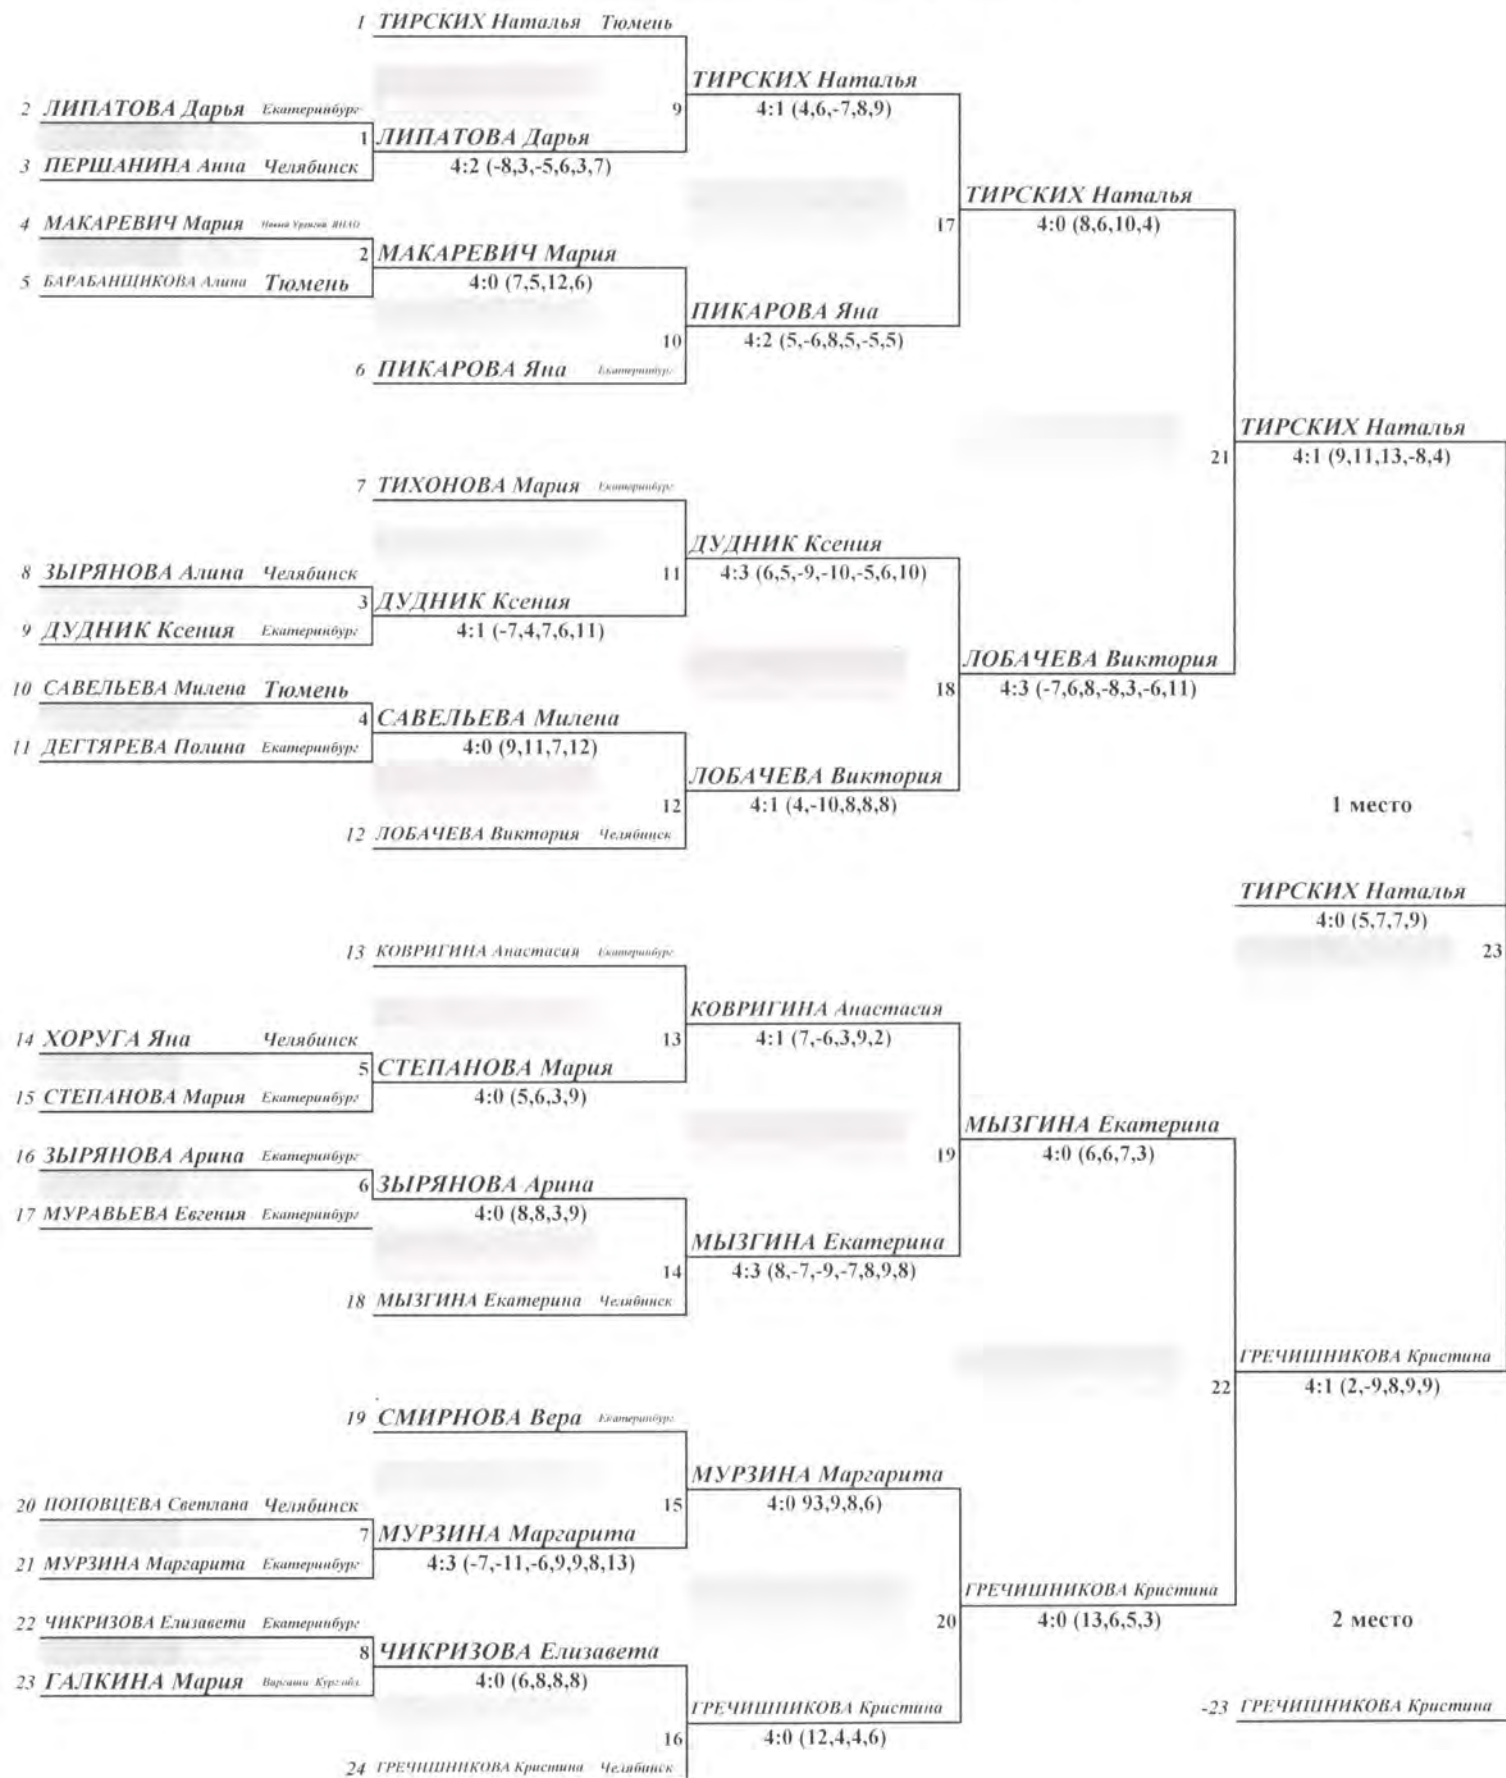 1 ТИРСКИХ Наталья Тюмень
ТИРСКИХ Наталья
2 ЛИПАТОВА Дарья Екатеринбург
9
4:1 (4,6,-7,8,9)
1 ЛИПАТОВА Дарья
3 ПЕРШАНИНА Анна Челябинск
4:2 (-8,3,-5,6,3,7)
ТИРСКИХ Наталья
4 МАКАРЕВИЧ Мария Новый Уренгой ЯНАО
17
4:0 (8,6,10,4)
2 МАКАРЕВИЧ Мария
5 БАРАБАНЩИКОВА Алина Тюмень
4:0 (7,5,12,6)
ПИКАРОВА Яна
10
4:2 (5,-6,8,5,-5,5)
6 ПИКАРОВА Яна Екатеринбург
ТИРСКИХ Наталья
21
4:1 (9,11,13,-8,4)
7 ТИХОНОВА Мария Екатеринбург
ДУДНИК Ксения
8 ЗЫРЯНОВА Алина Челябинск
11
4:3 (6,5,-9,-10,-5,6,10)
3 ДУДНИК Ксения
9 ДУДНИК Ксения Екатеринбург
4:1 (-7,4,7,6,11)
ЛОБАЧЕВА Виктория
10 САВЕЛЬЕВА Милена Тюмень
18
4:3 (-7,6,8,-8,3,-6,11)
4 САВЕЛЬЕВА Милена
11 ДЕГТЯРЕВА Полина Екатеринбург
4:0 (9,11,7,12)
ЛОБАЧЕВА Виктория
12
4:1 (4,-10,8,8,8)
1 место
12 ЛОБАЧЕВА Виктория Челябинск
ТИРСКИХ Наталья
4:0 (5,7,7,9)
23
13 КОВРИГИНА Анастасия Екатеринбург
КОВРИГИНА Анастасия
14 ХОРУГА Яна Челябинск
13
4:1 (7,-6,3,9,2)
5 СТЕПАНОВА Мария
15 СТЕПАНОВА Мария Екатеринбург
4:0 (5,6,3,9)
МЫЗГИНА Екатерина
16 ЗЫРЯНОВА Арина Екатеринбург
19
4:0 (6,6,7,3)
6 ЗЫРЯНОВА Арина
17 МУРАВЬЕВА Евгения Екатеринбург
4:0 (8,8,3,9)
МЫЗГИНА Екатерина
14
4:3 (8,-7,-9,-7,8,9,8)
18 МЫЗГИНА Екатерина Челябинск
ГРЕЧИШНИКОВА Кристина
22
4:1 (2,-9,8,9,9)
19 СМИРНОВА Вера Екатеринбург
МУРЗИНА Маргарита
20 ПОПОВЦЕВА Светлана Челябинск
15
4:0 93,9,8,6)
7 МУРЗИНА Маргарита
21 МУРЗИНА Маргарита Екатеринбург
4:3 (-7,-11,-6,9,9,8,13)
ГРЕЧИШНИКОВА Кристина
22 ЧИКРИЗОВА Елизавета Екатеринбург
20
4:0 (13,6,5,3)
2 место
8 ЧИКРИЗОВА Елизавета
23 ГАЛКИНА Мария Варгаши Кург.обл.
4:0 (6,8,8,8)
ГРЕЧИШНИКОВА Кристина
-23 ГРЕЧИШНИКОВА Кристина
16
4:0 (12,4,4,6)
24 ГРЕЧИШНИКОВА Кристина Челябинск